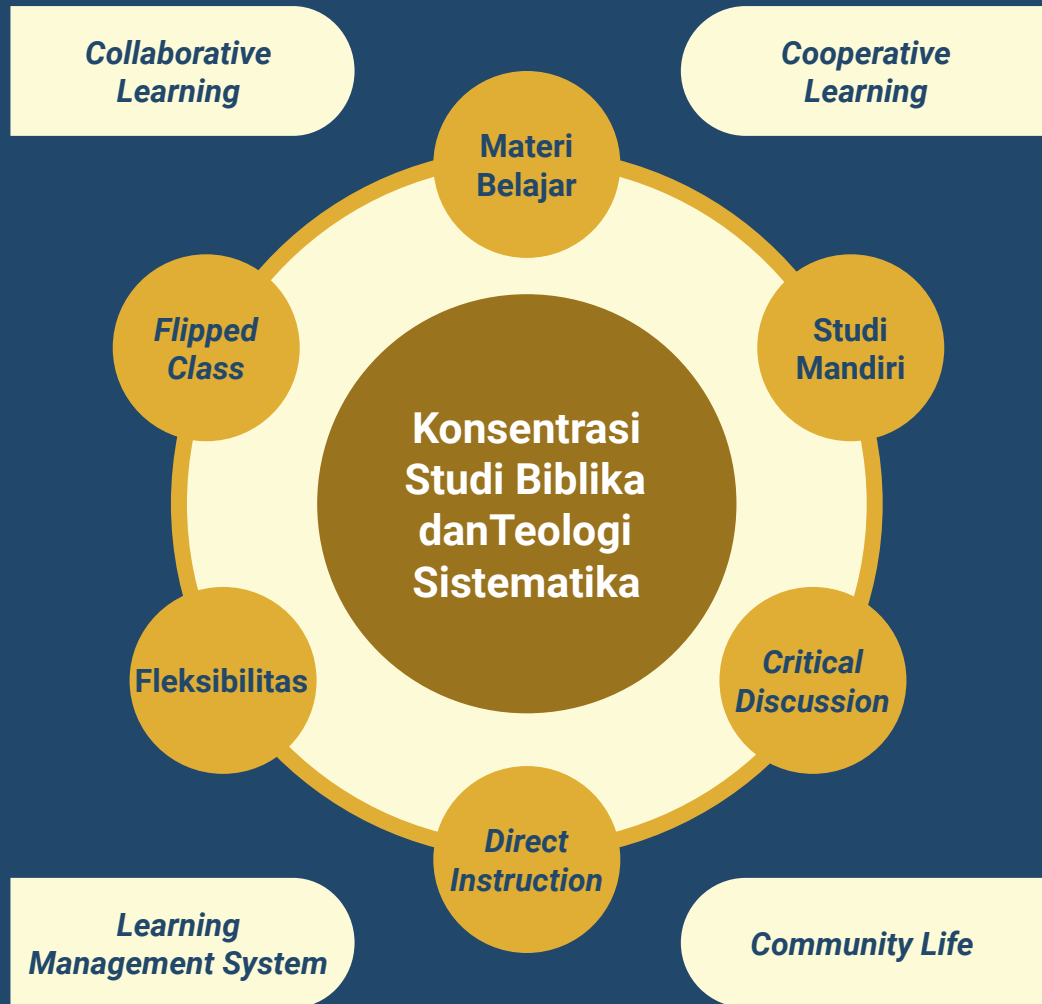 Collaborative
Learning
Cooperative
Learning
Materi
Belajar
Flipped
Class
Studi
Mandiri
Konsentrasi
Studi Biblika
danTeologi
Sistematika
Fleksibilitas
Critical
Discussion
Direct
Instruction
Learning
Management System
Community Life